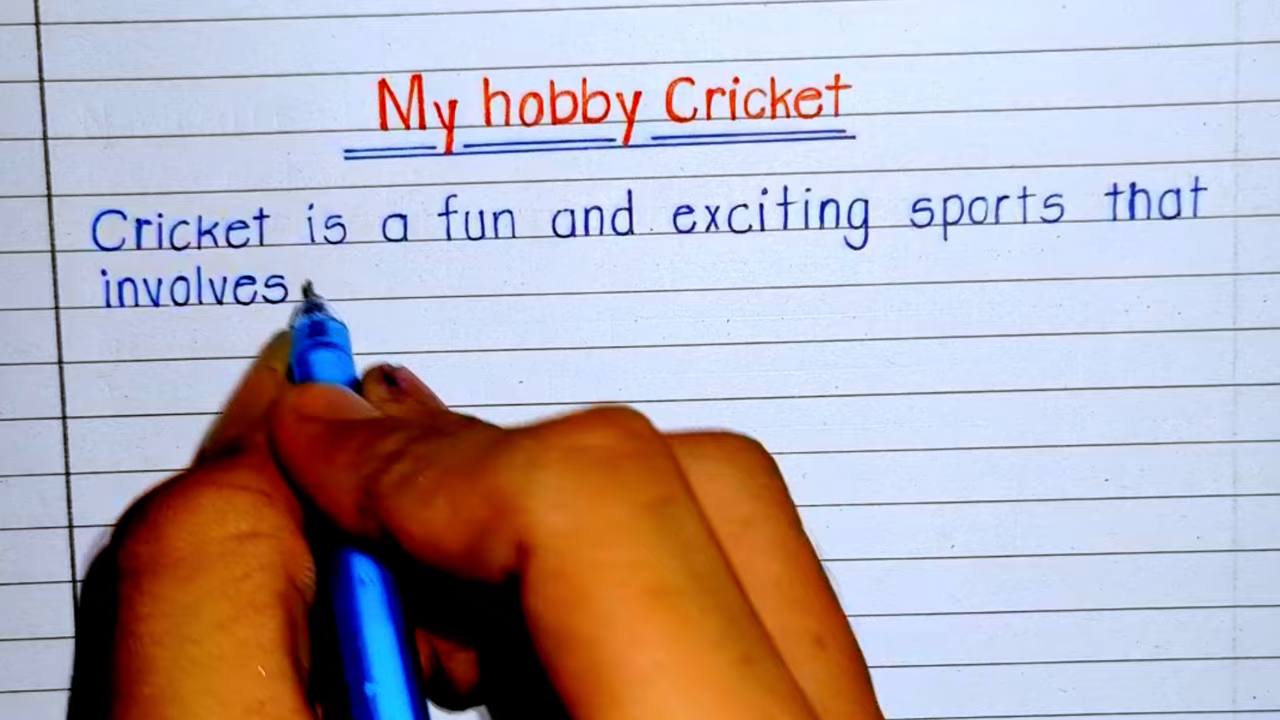 My hobby Cricket
Cricket is a fun and exciting sports that
involves